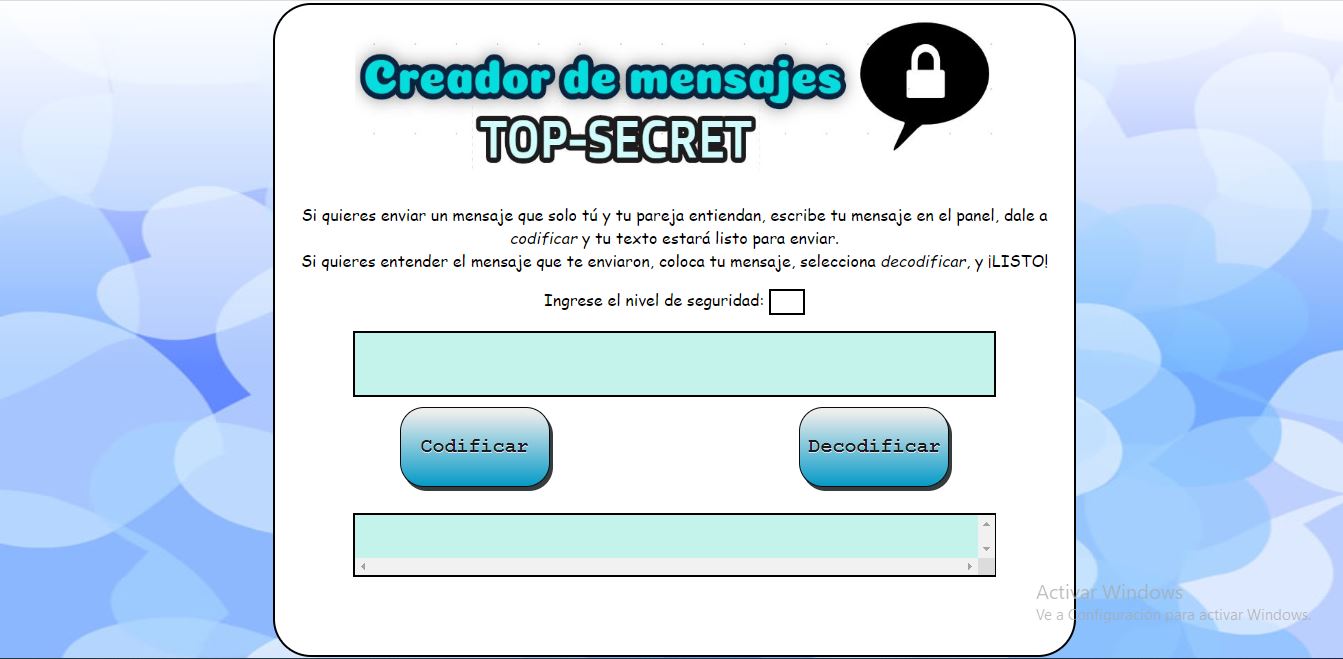 Creador de mensajes
TOP-SECRET
Si quieres enviar un mensaje que solo tú y tu pareja entiendan, escribe tu mensaje en el panel, dale a
codificar y tu texto estará listo para enviar.
Si quieres entender el mensaje que te enviaron, coloca tu mensaje, selecciona decodificar, y ¡LISTO!
Ingrese el nivel de seguridad:
Codificar
Decodificar
Activar Windows
Ve a Configuración para activar Windows.